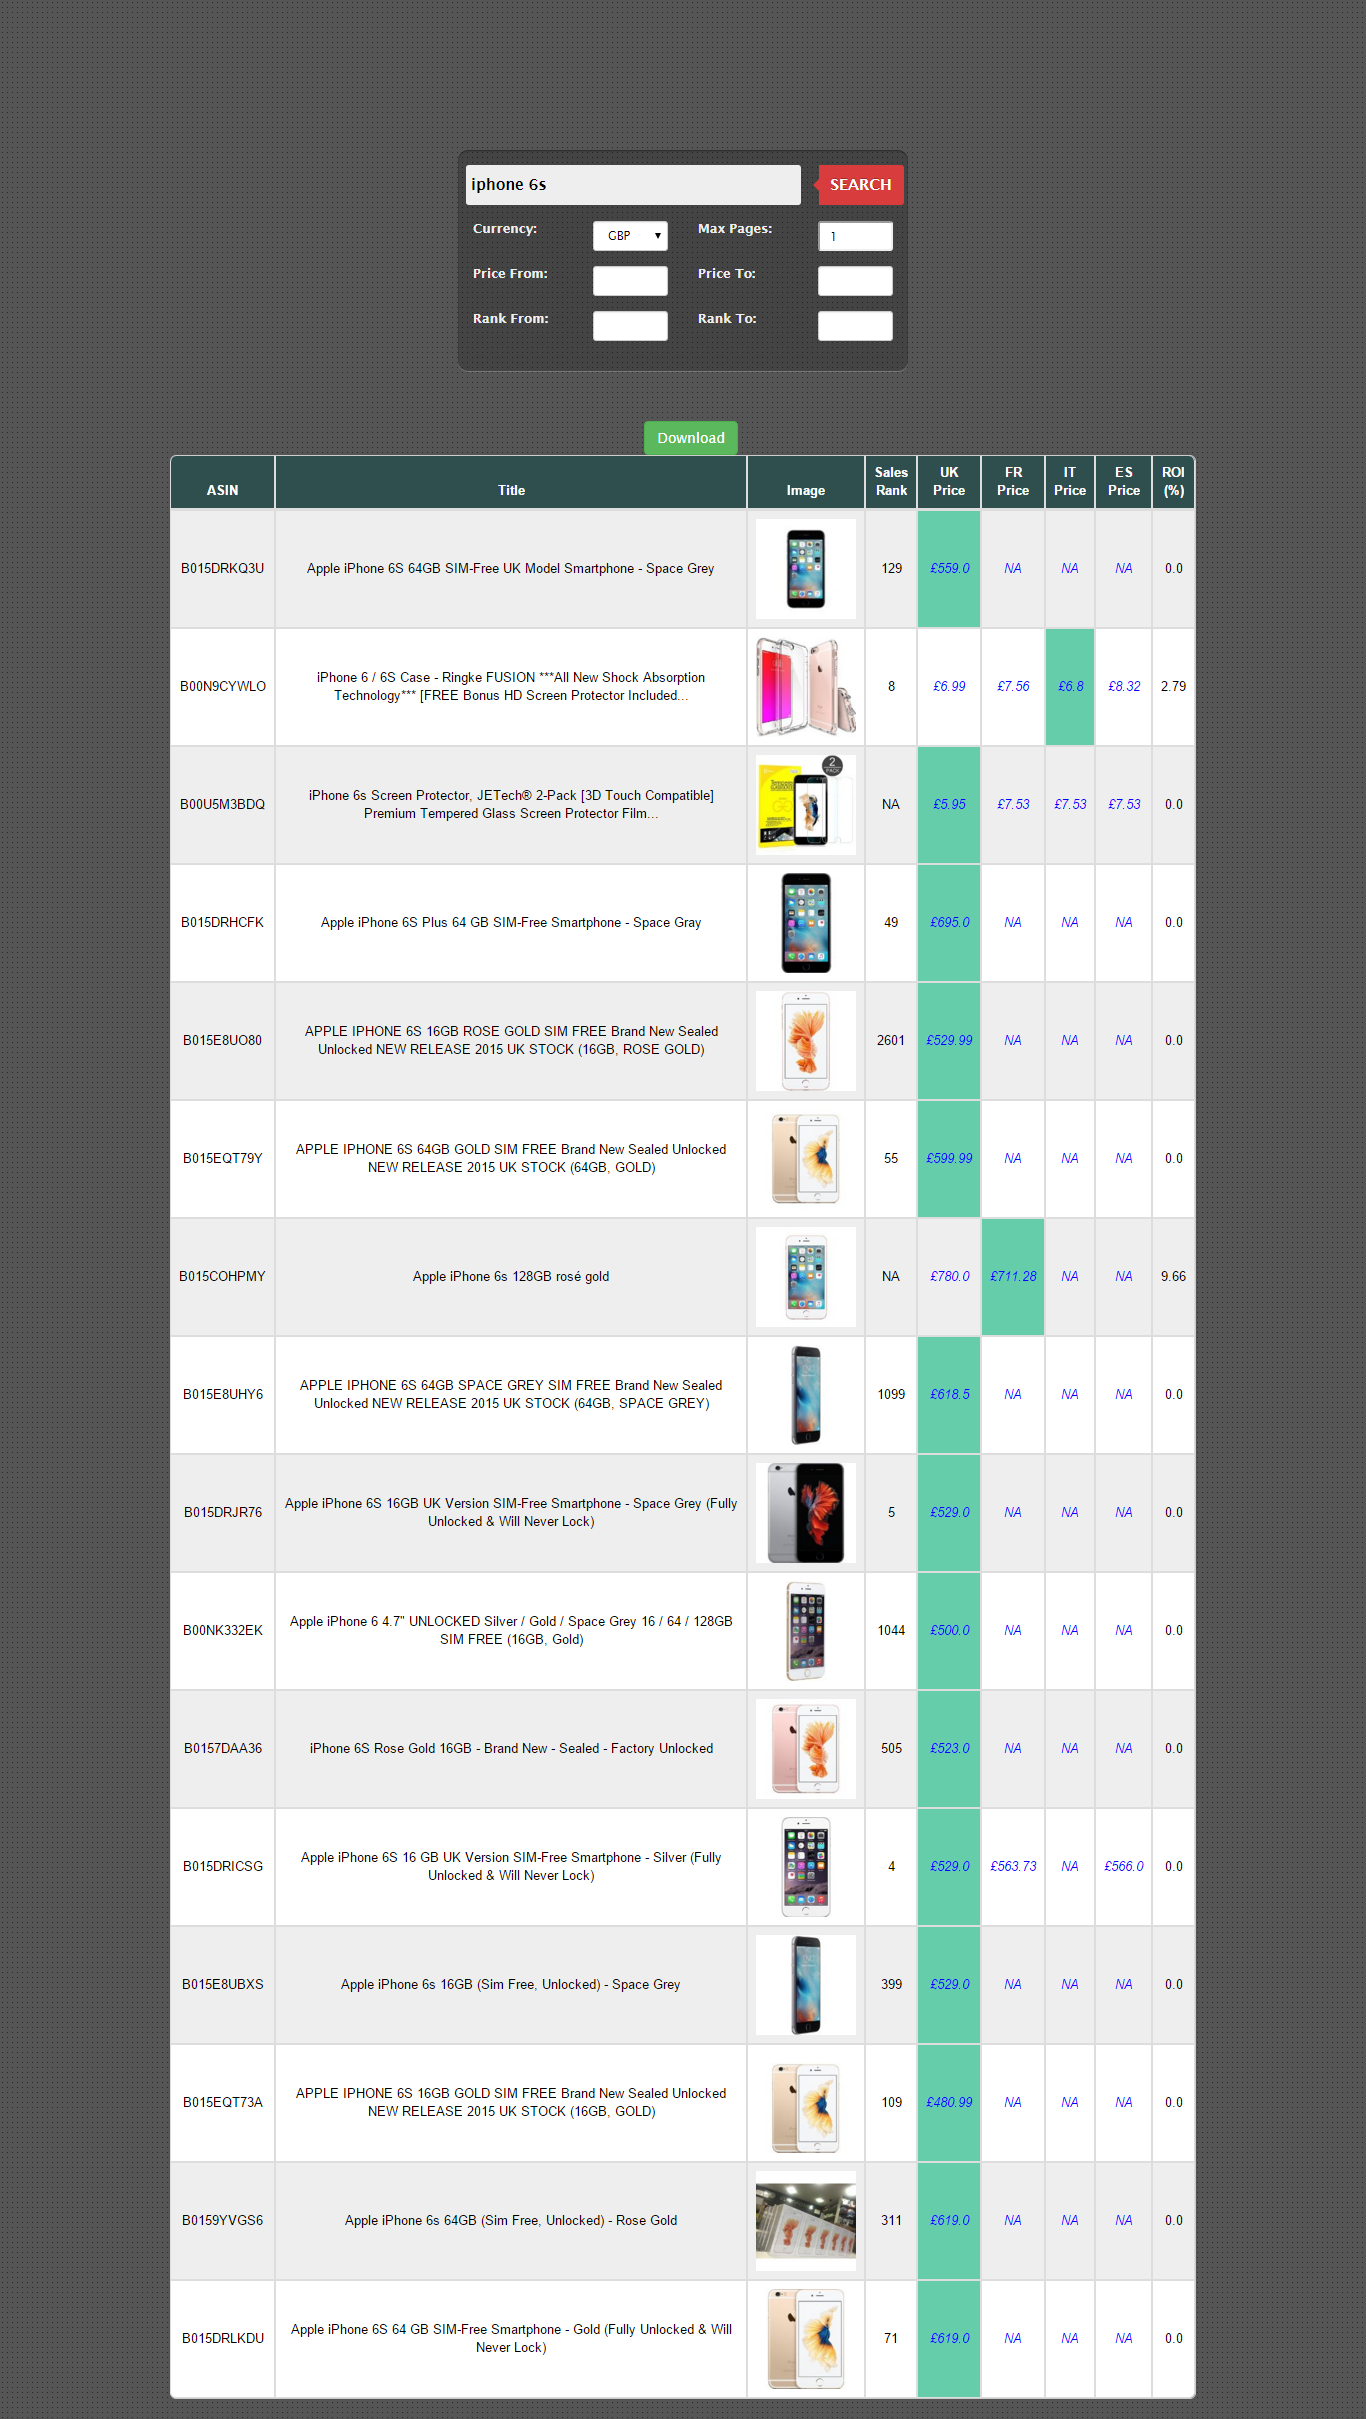 iphone 6s
SEARCH
Currency: GBP Max Pages: 1
Price From: Price To:
Rank From: Rank To:
Download
ASIN Title Image Sales Rank UK Price FR Price IT Price ES Price ROI (%)
B015DRKQ3U Apple iPhone 6S 64GB SIM-Free UK Model Smartphone - Space Grey 129 £559.0 NA NA NA 0.0
B00N9CYWLO iPhone 6 / 6S Case - Ringke FUSION ***All New Shock Absorption
Technology*** [FREE Bonus HD Screen Protector Included... 8 £6.99 £7.56 £6.8 £8.32 2.79
B00U5M3BDQ iPhone 6s Screen Protector, JETech® 2-Pack [3D Touch Compatible]
Premium Tempered Glass Screen Protector Film... 2 PACK NA £5.95 £7.53 £7.53 £7.53 0.0
B015DRHCFK Apple iPhone 6S Plus 64 GB SIM-Free Smartphone - Space Gray 49 £695.0 NA NA NA 0.0
B015E8UO80 APPLE IPHONE 6S 16GB ROSE GOLD SIM FREE Brand New Sealed
Unlocked NEW RELEASE 2015 UK STOCK (16GB, ROSE GOLD) 2601 £529.99 NA NA NA 0.0
B015EQT79Y APPLE IPHONE 6S 64GB GOLD SIM FREE Brand New Sealed Unlocked
NEW RELEASE 2015 UK STOCK (64GB, GOLD) 55 £599.99 NA NA NA 0.0
B015COHPMY Apple iPhone 6s 128GB rosé gold NA £780.0 £711.28 NA NA 9.66
B015E8UHY6 APPLE IPHONE 6S 64GB SPACE GREY SIM FREE Brand New Sealed
Unlocked NEW RELEASE 2015 UK STOCK (64GB, SPACE GREY) 1099 £618.5 NA NA NA 0.0
B015DRJR76 Apple iPhone 6S 16GB UK Version SIM-Free Smartphone - Space Grey (Fully
Unlocked & Will Never Lock) 5 £529.0 NA NA NA 0.0
B00NK332EK Apple iPhone 6 4.7" UNLOCKED Silver / Gold / Space Grey 16 / 64 / 128GB
SIM FREE (16GB, Gold) 1044 £500.0 NA NA NA 0.0
B0157DAA36 iPhone 6S Rose Gold 16GB - Brand New - Sealed - Factory Unlocked 505 £523.0 NA NA NA 0.0
B015DRICSG Apple iPhone 6S 16 GB UK Version SIM-Free Smartphone - Silver (Fully
Unlocked & Will Never Lock) 4 £529.0 £563.73 NA £566.0 0.0
B015E8UBXS Apple iPhone 6s 16GB (Sim Free, Unlocked) - Space Grey 399 £529.0 NA NA NA 0.0
B015EQT73A APPLE IPHONE 6S 16GB GOLD SIM FREE Brand New Sealed Unlocked
NEW RELEASE 2015 UK STOCK (16GB, GOLD) 109 £480.99 NA NA NA 0.0
B0159YVGS6 Apple iPhone 6s 64GB (Sim Free, Unlocked) - Rose Gold 311 £619.0 NA NA NA 0.0
B015DRLKDU Apple iPhone 6S 64 GB SIM-Free Smartphone - Gold (Fully Unlocked & Will
Never Lock) 71 £619.0 NA NA NA 0.0